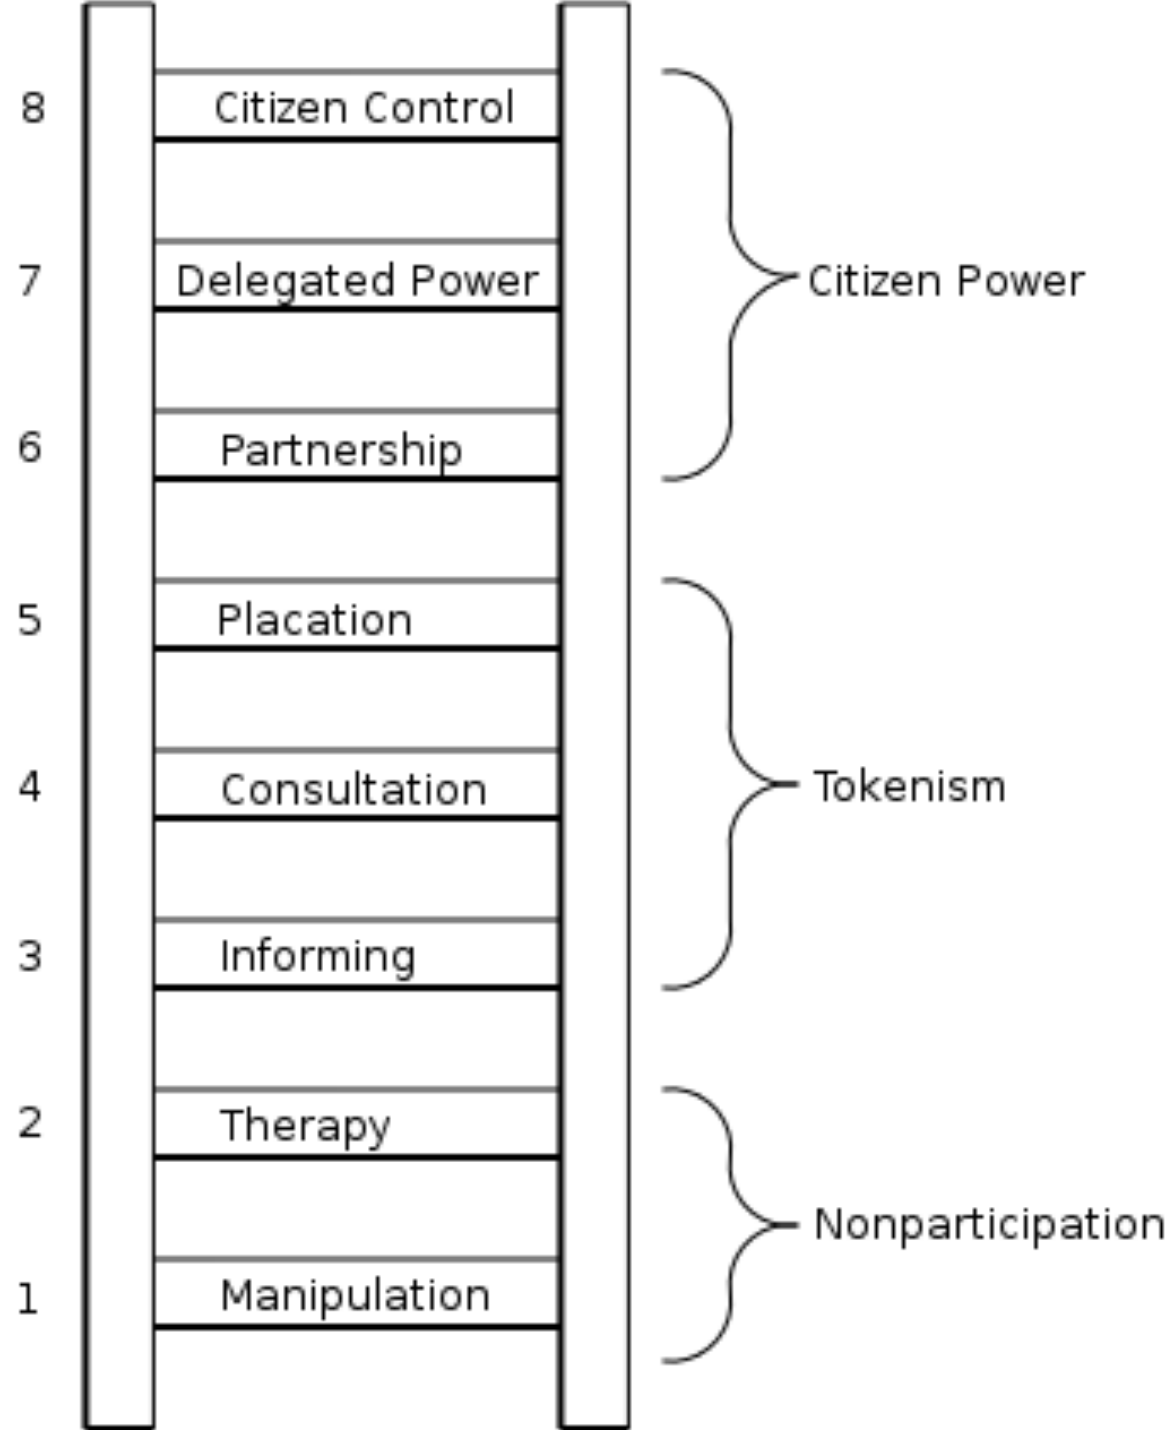 8 Citizen Control
7 Delegated Power Citizen Power
6 Partnership
5 Placation
4 Consultation Tokenism
3 Informing
2 Therapy
Nonparticipation
1 Manipulation